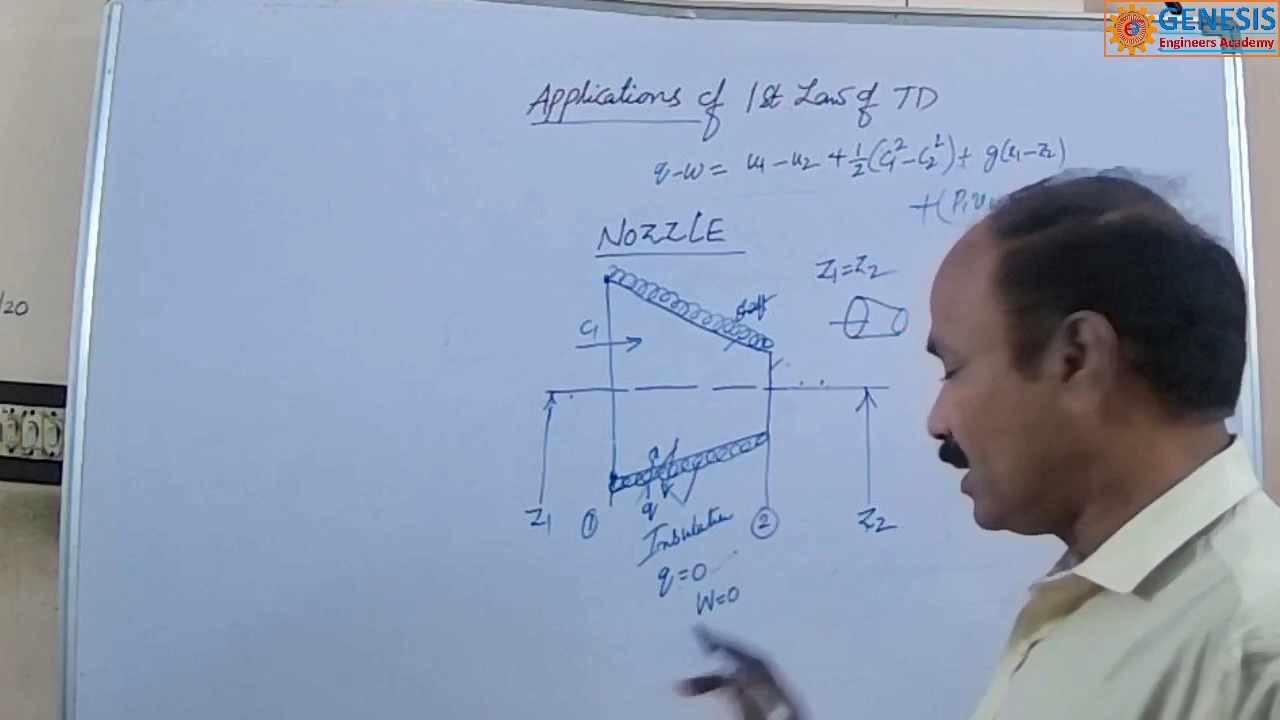 GENESIS
Engineers Academy
Applications of 1st Law of TD
q-w = u1 - u2 + 1/2(C1² - C2²) + g(z1-z2)
+(P1v
NOZZLE
Z1=Z2
C1
/20
q
Z1
①
②
Z2
Insulation
q=0
W=0